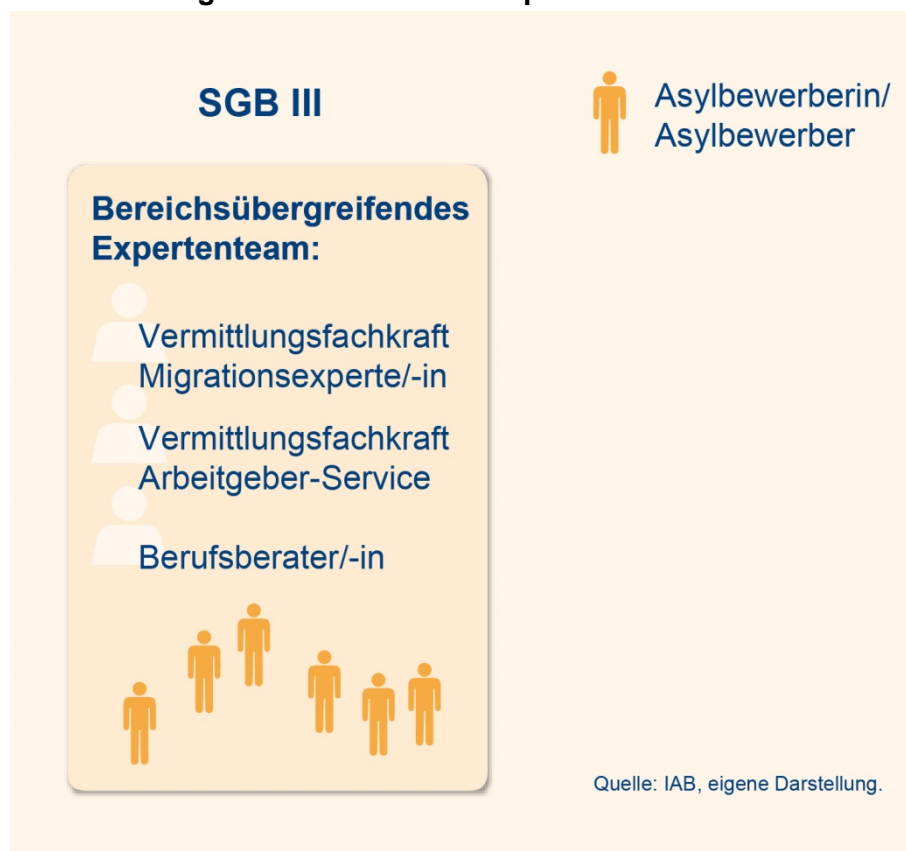 SGB III
Asylbewerberin/
Asylbewerber
Bereichsübergreifendes
Expertenteam:
Vermittlungsfachkraft
Migrationsexperte/-in
Vermittlungsfachkraft
Arbeitgeber-Service
Berufsberater/-in
Quelle: IAB, eigene Darstellung.